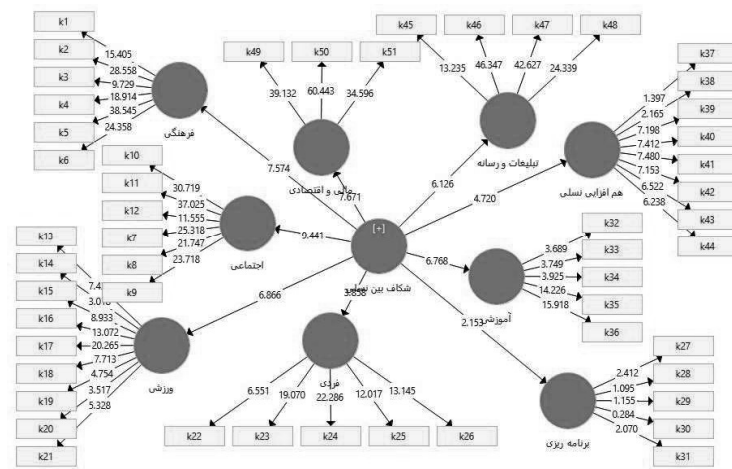 k1
k2
k3
k4
k5
k6
15.405
28.558
9.729
18.914
38.545
24.358
فرهنگی
k49
k50
k51
39.132
60.443
34.596
مالی و اقتصادی
k45
k46
k47
k48
13.235
46.347
42.627
24.339
تبلیغات و رسانه
k37
k38
k39
k40
k41
k42
k43
k44
1.397
2.165
7.198
7.412
7.480
7.153
6.522
6.238
هم افزایی نسلی
k10
k11
k12
k7
k8
k9
30.719
37.025
11.555
25.318
21.747
23.718
اجتماعی
7.574
7.671
6.126
4.720
9.441
6.768
6.866
3.858
2.153
[+]
شکاف بین نسلی
k32
k33
k34
k35
k36
3.689
3.749
3.925
14.226
15.918
آموزشی
k13
k14
k15
k16
k17
k18
k19
k20
k21
8.933
13.072
20.265
7.713
4.754
3.517
5.328
ورزشی
فردی
6.551
19.070
22.286
12.017
13.145
k22
k23
k24
k25
k26
k27
k28
k29
k30
k31
2.412
1.095
1.155
0.284
2.070
برنامه ریزی